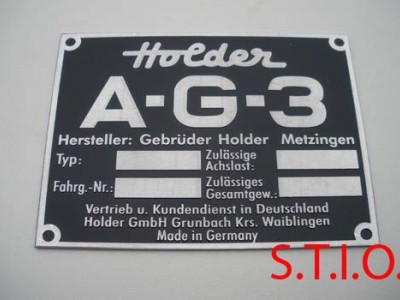 Holder
A-G-3
Hersteller: Gebrüder Holder Metzingen
Typ: Zulässige Achslast:
Fahrg.-Nr.: Zulässiges Gesamtgew.:
Vertrieb u. Kundendienst in Deutschland
Holder GmbH Grunbach Krs. Waiblingen
Made in Germany
S.T.I.O.